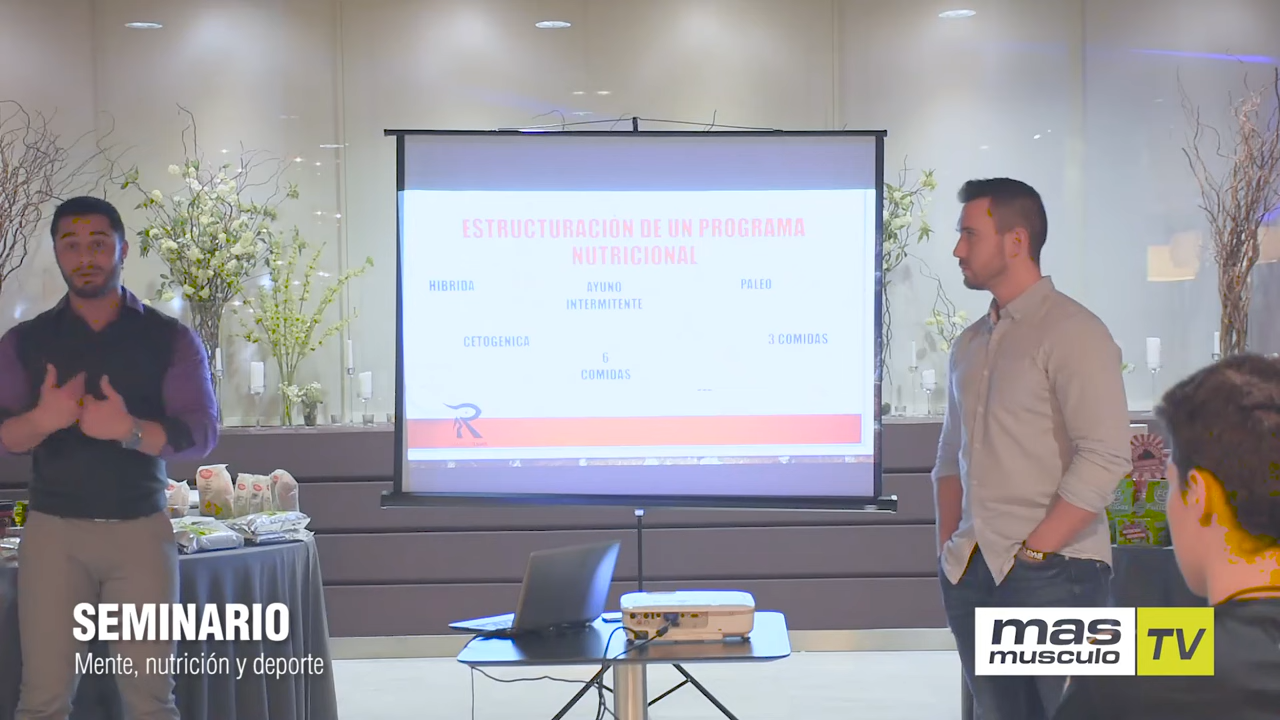 ESTRUCTURACIÓN DE UN PROGRAMA
NUTRICIONAL
HIBRIDA
AYUNO
INTERMITENTE
PALEO
CETOGENICA
3 COMIDAS
6
COMIDAS
R
SEMINARIO
Mente, nutrición y deporte
mas
musculo
TV